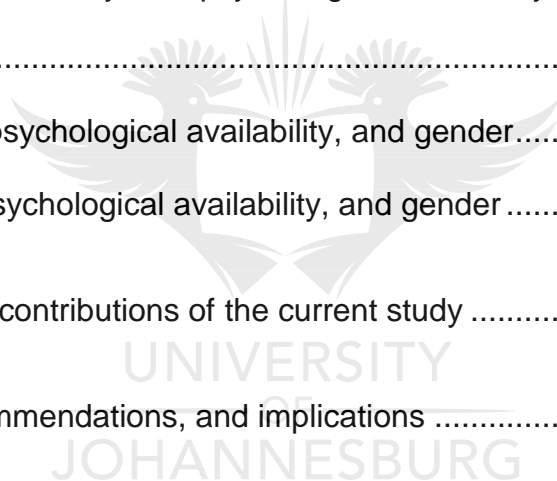 ...............................................................
psychological availability, and gender.....
sychological availability, and gender ......
contributions of the current study ..........
UNIVERSITY
mmendations, and implications ..............
OF
JOHANNESBURG